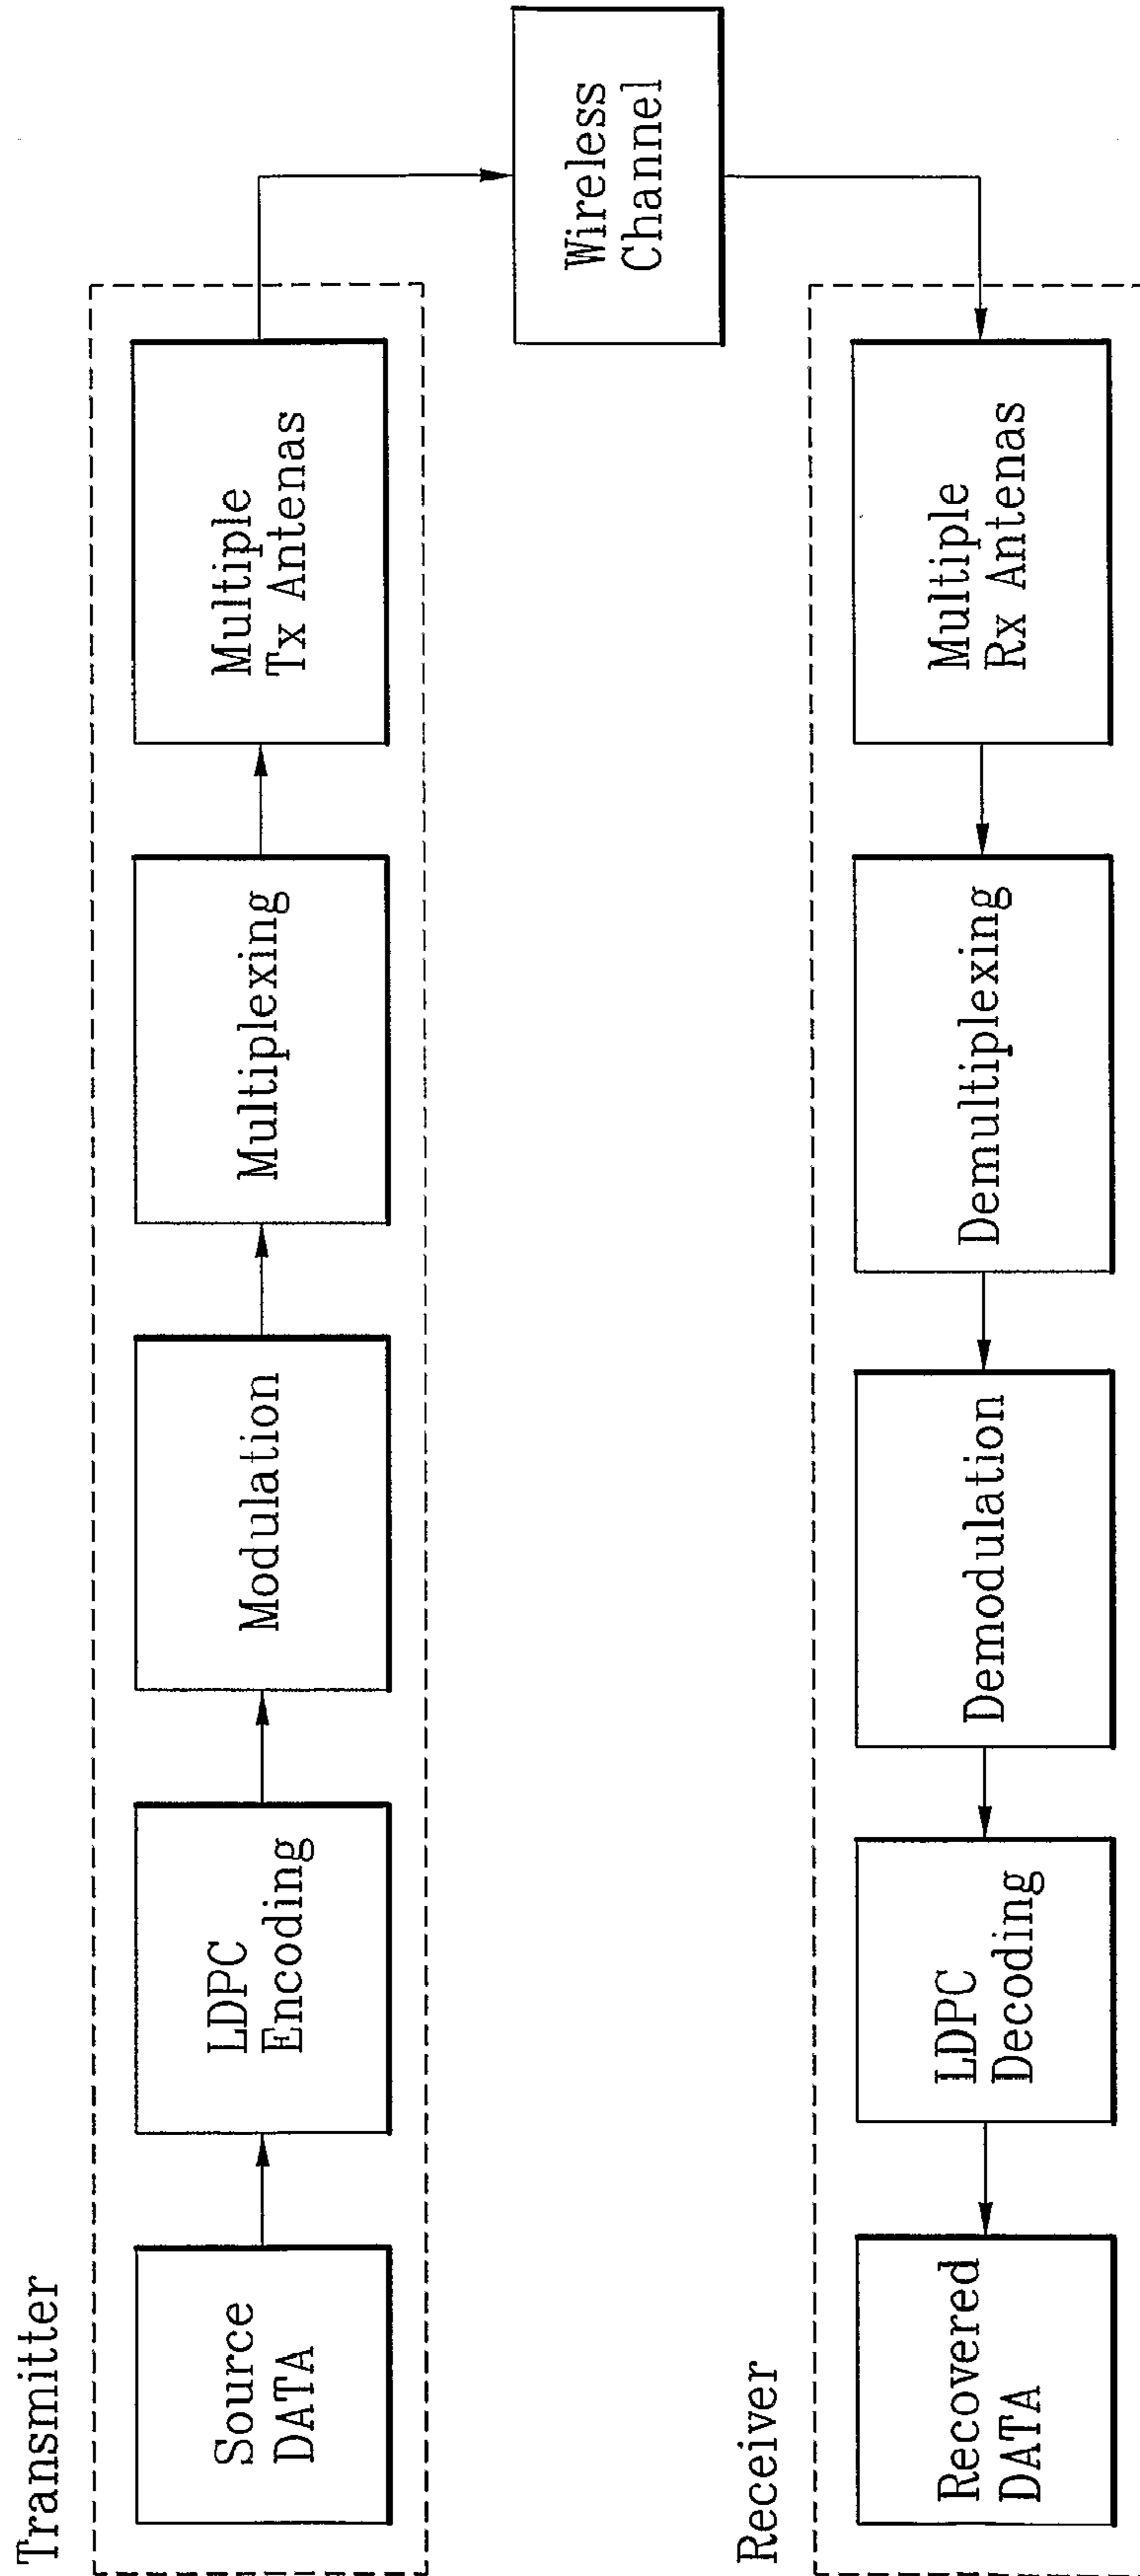 Transmitter
Source
DATA
LDPC
Encoding
Modulation
Multiplexing
Multiple
Tx Antenas
Wireless
Channel
Receiver
Recovered
DATA
LDPC
Decoding
Demodulation
Demultiplexing
Multiple
Rx Antenas